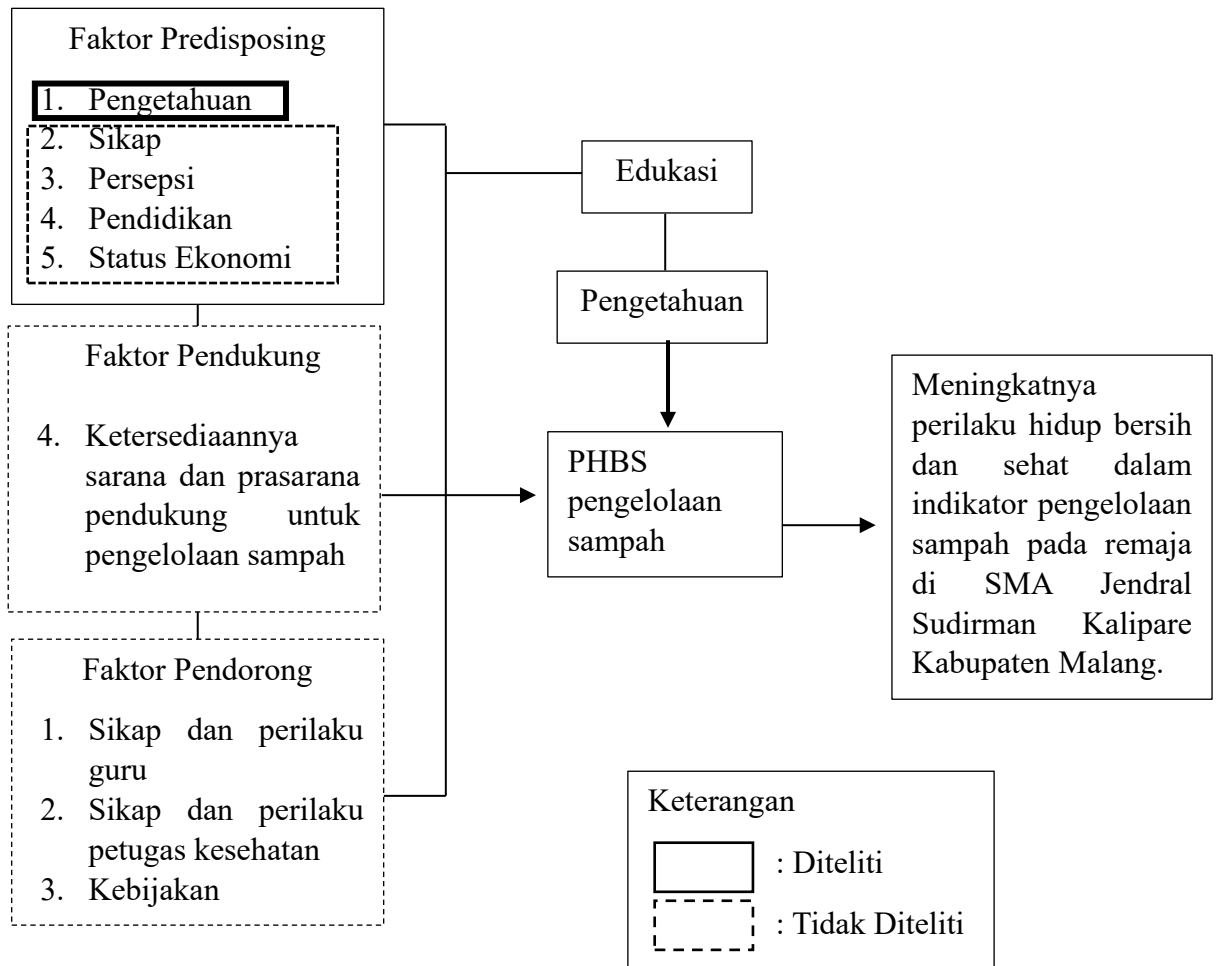 Faktor Predisposing
1. Pengetahuan
2. Sikap
3. Persepsi
4. Pendidikan
5. Status Ekonomi
Faktor Pendukung
4. Ketersediaannya
sarana dan prasarana
pendukung untuk
pengelolaan sampah
Faktor Pendorong
1. Sikap dan perilaku
guru
2. Sikap dan perilaku
petugas kesehatan
3. Kebijakan
Edukasi
Pengetahuan
PHBS
pengelolaan
sampah
Meningkatnya
perilaku hidup bersih
dan sehat dalam
indikator pengelolaan
sampah pada remaja
di SMA Jendral
Sudirman Kalipare
Kabupaten Malang.
Keterangan
: Diteliti
: Tidak Diteliti